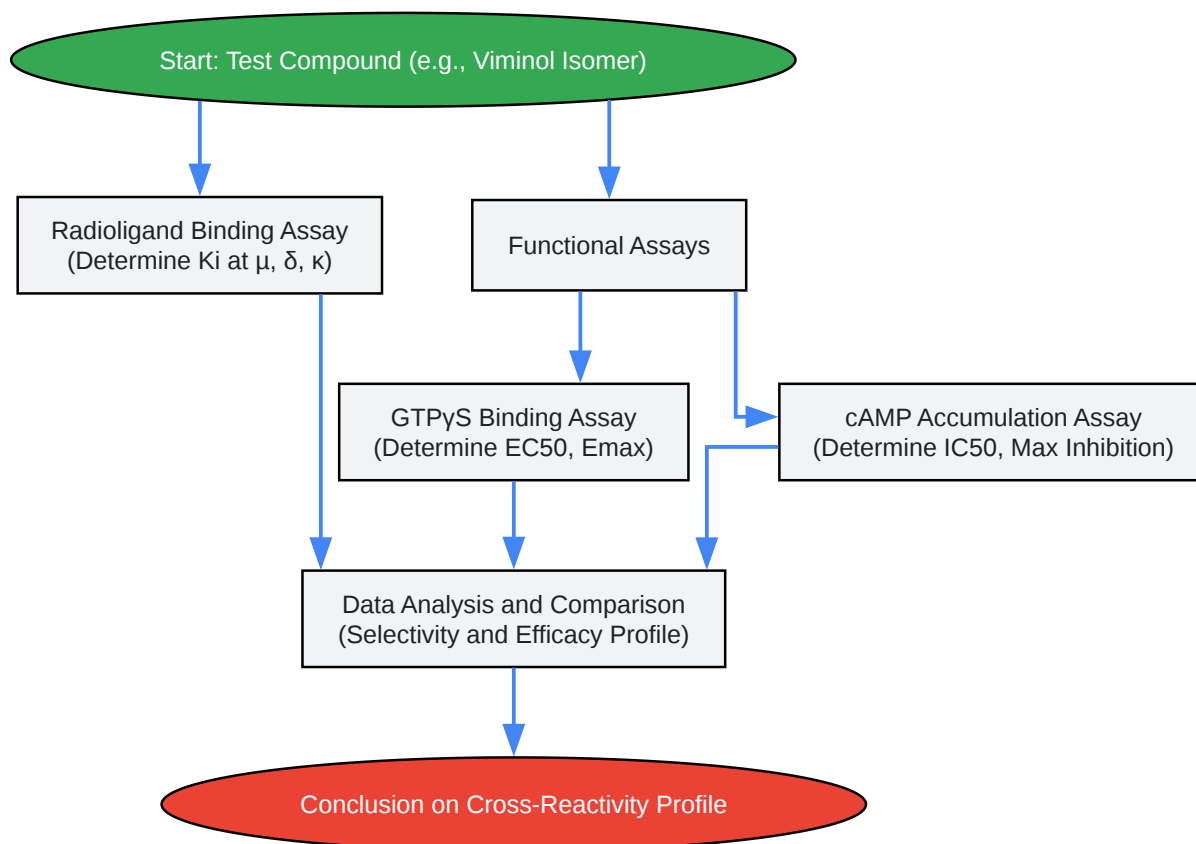 Start: Test Compound (e.g., Viminol Isomer)
Radioligand Binding Assay
(Determine Ki at μ, δ, κ)
Functional Assays
GTPγS Binding Assay
(Determine EC50, Emax)
cAMP Accumulation Assay
(Determine IC50, Max Inhibition)
Data Analysis and Comparison
(Selectivity and Efficacy Profile)
Conclusion on Cross-Reactivity Profile